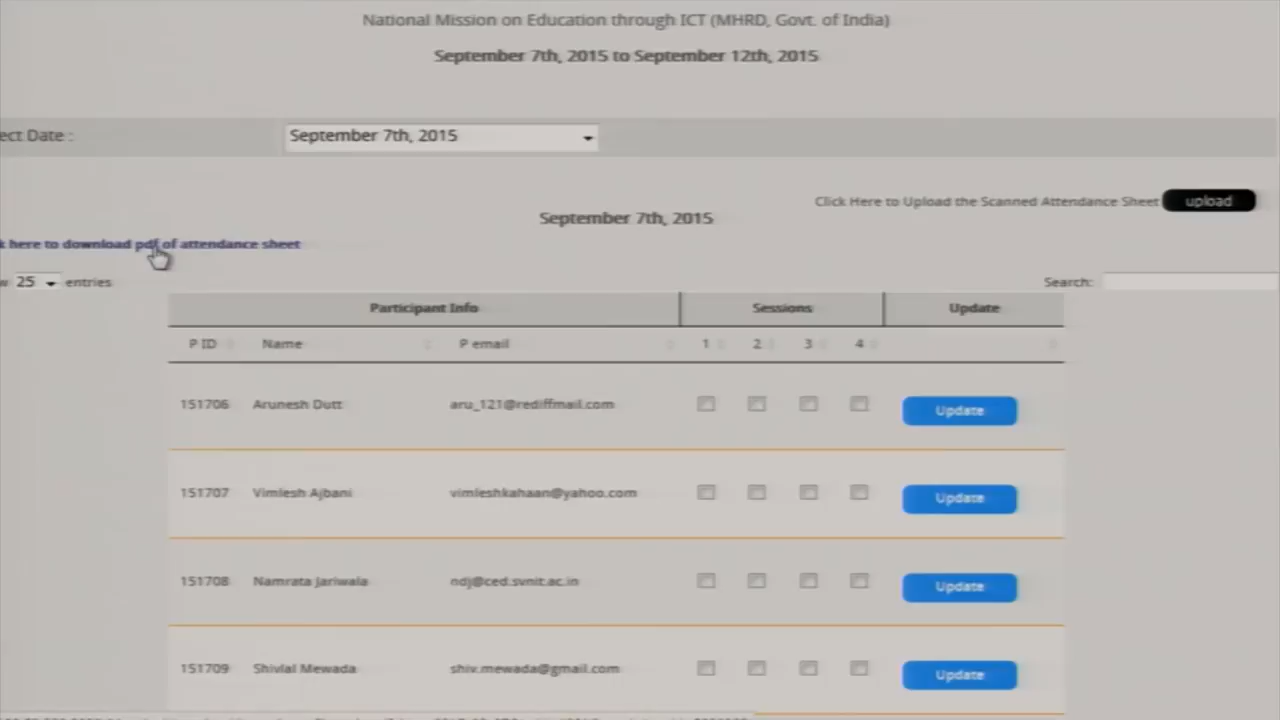 National Mission on Education through ICT (MHRD, Govt. of India)
September 7th, 2015 to September 12th, 2015
ect Date :
September 7th, 2015
Click Here to Upload the Scanned Attendance Sheet upload
September 7th, 2015
k here to download pdf of attendance sheet
w 25 entries
Search:
Participant Info Sessions Update
P ID Name P email 1 2 3 4
151706 Arunesh Dutt aru_121@rediffmail.com Update
151707 Vimlesh Ajbani vimleshkahaan@yahoo.com Update
151708 Namrata Jariwala ndj@ced.svnit.ac.in Update
151709 Shivlal Mewada shiv.mewada@gmail.com Update